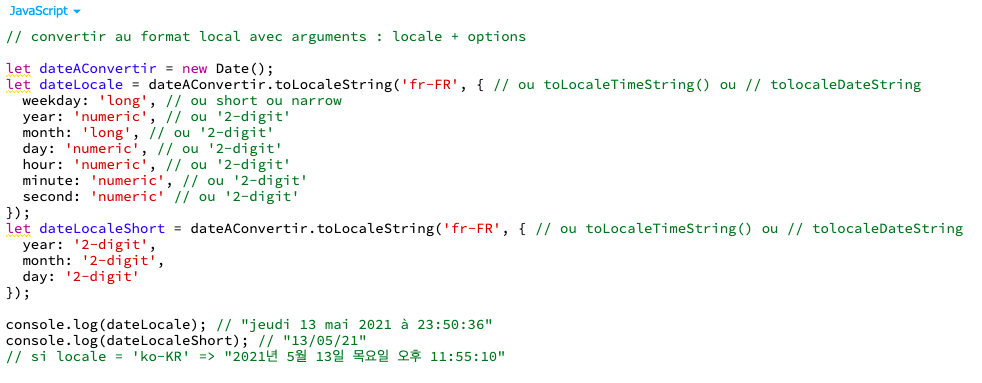 JavaScript
// convertir au format local avec arguments : locale + options
let dateAConvertir = new Date();
let dateLocale = dateAConvertir.toLocaleString('fr-FR', { // ou toLocaleTimeString() ou // tolocaleDateString
  weekday: 'long', // ou short ou narrow
  year: 'numeric', // ou '2-digit'
  month: 'long', // ou '2-digit'
  day: 'numeric', // ou '2-digit'
  hour: 'numeric', // ou '2-digit'
  minute: 'numeric', // ou '2-digit'
  second: 'numeric' // ou '2-digit'
});
let dateLocaleShort = dateAConvertir.toLocaleString('fr-FR', { // ou toLocaleTimeString() ou // tolocaleDateString
  year: '2-digit',
  month: '2-digit',
  day: '2-digit'
});
console.log(dateLocale); // "jeudi 13 mai 2021 à 23:50:36"
console.log(dateLocaleShort); // "13/05/21"
// si locale = 'ko-KR' => "2021년 5월 13일 목요일 오후 11:55:10"